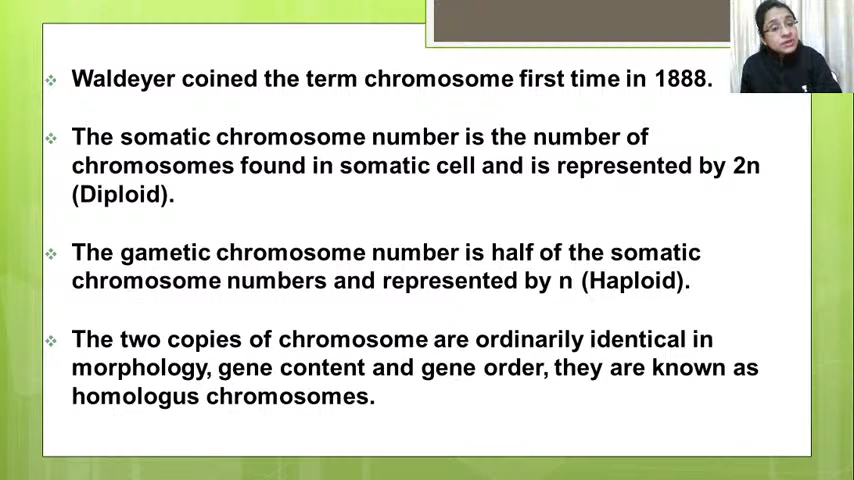 Waldeyer coined the term chromosome first time in 1888.
The somatic chromosome number is the number of
chromosomes found in somatic cell and is represented by 2n
(Diploid).
The gametic chromosome number is half of the somatic
chromosome numbers and represented by n (Haploid).
The two copies of chromosome are ordinarily identical in
morphology, gene content and gene order, they are known as
homologus chromosomes.